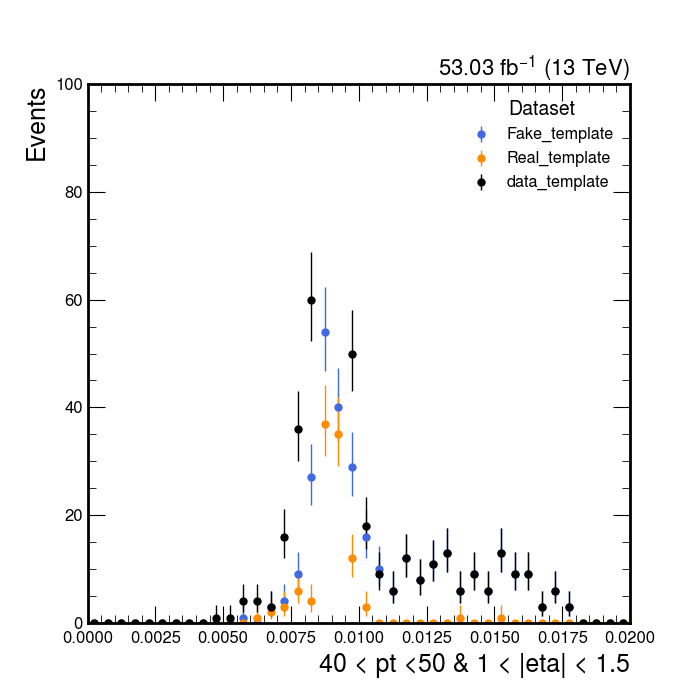 53.03 fb⁻¹ (13 TeV)
Events
100
80
60
40
20
0
Dataset
Fake_template
Real_template
data_template
0.0000 0.0025 0.0050 0.0075 0.0100 0.0125 0.0150 0.0175 0.0200
40 < pt <50 & 1 < |eta| < 1.5